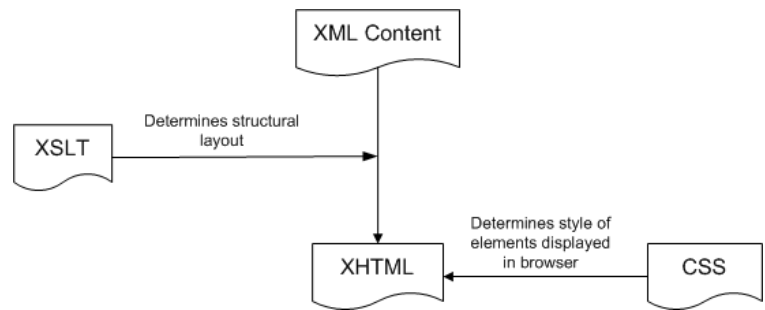 XML Content
Determines structural
layout
XSLT
Determines style of
elements displayed
in browser
XHTML
CSS